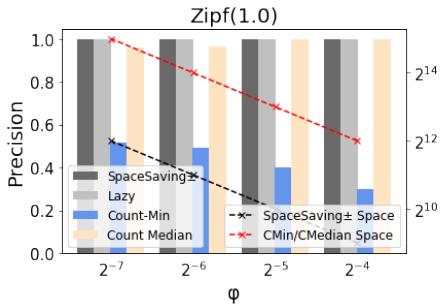 Zipf(1.0)
Precision
1.0
0.8
0.6
0.4
0.2
0.0
2^14
2^12
2^10
SpaceSaving±
Lazy
Count-Min
Count Median
SpaceSaving± Space
CMin/CMedian Space
2^-7
2^-6
2^-5
2^-4
φ